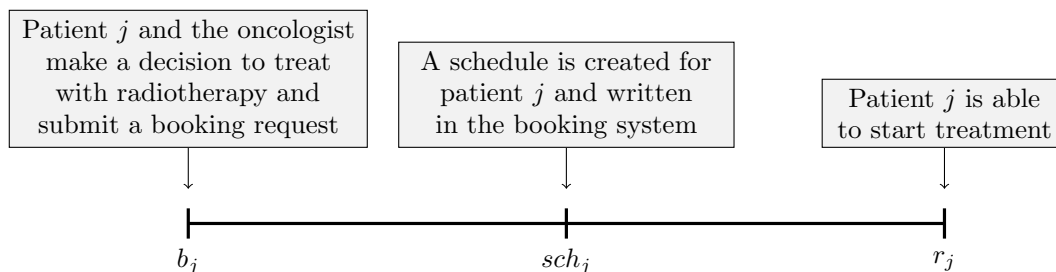 Patient j and the oncologist
make a decision to treat
with radiotherapy and
submit a booking request
A schedule is created for
patient j and written
in the booking system
Patient j is able
to start treatment
b_j
sch_j
r_j